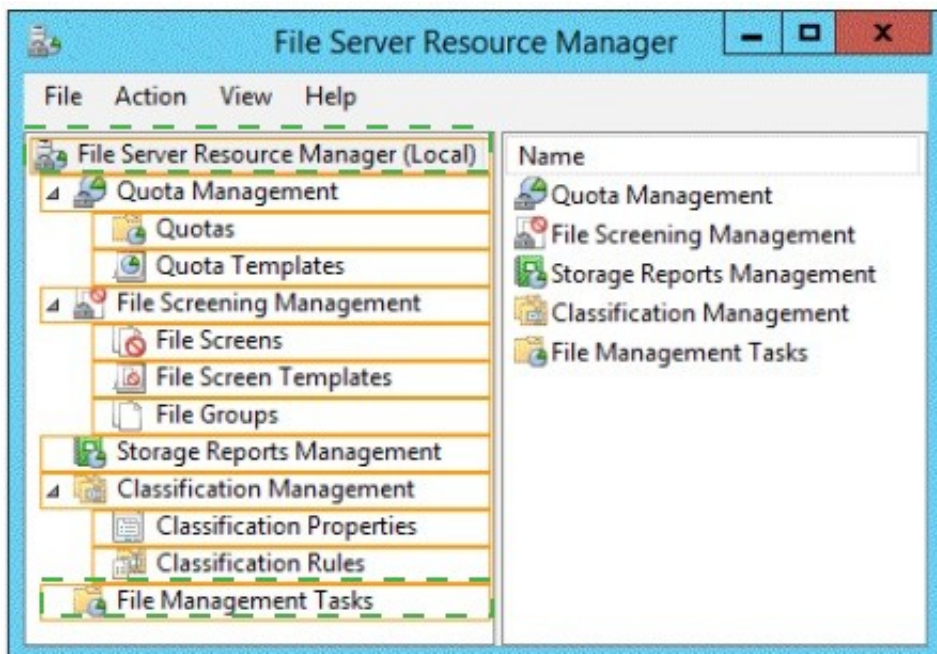 File Server Resource Manager
File Action View Help
File Server Resource Manager (Local)
Quota Management
Quotas
Quota Templates
File Screening Management
File Screens
File Screen Templates
File Groups
Storage Reports Management
Classification Management
Classification Properties
Classification Rules
File Management Tasks
Name
Quota Management
File Screening Management
Storage Reports Management
Classification Management
File Management Tasks